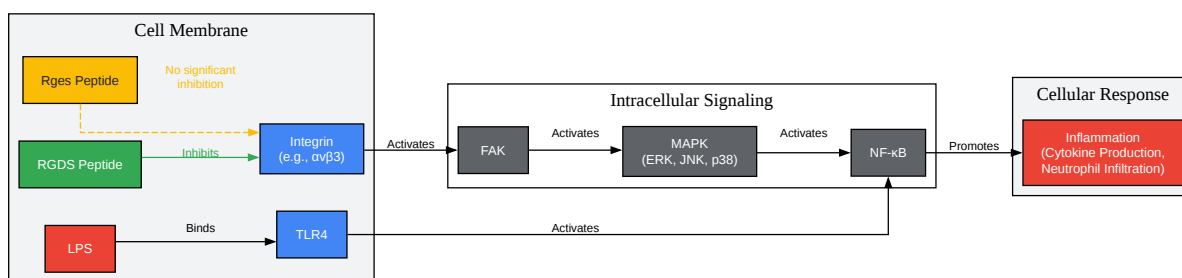 Cell Membrane
Rges Peptide
No significant
inhibition
RGDS Peptide
Inhibits
Integrin
(e.g., αvβ3)
LPS
Binds
TLR4
Activates
Intracellular Signaling
FAK
Activates
MAPK
(ERK, JNK, p38)
Activates
NF-κB
Activates
Promotes
Cellular Response
Inflammation
(Cytokine Production,
Neutrophil Infiltration)